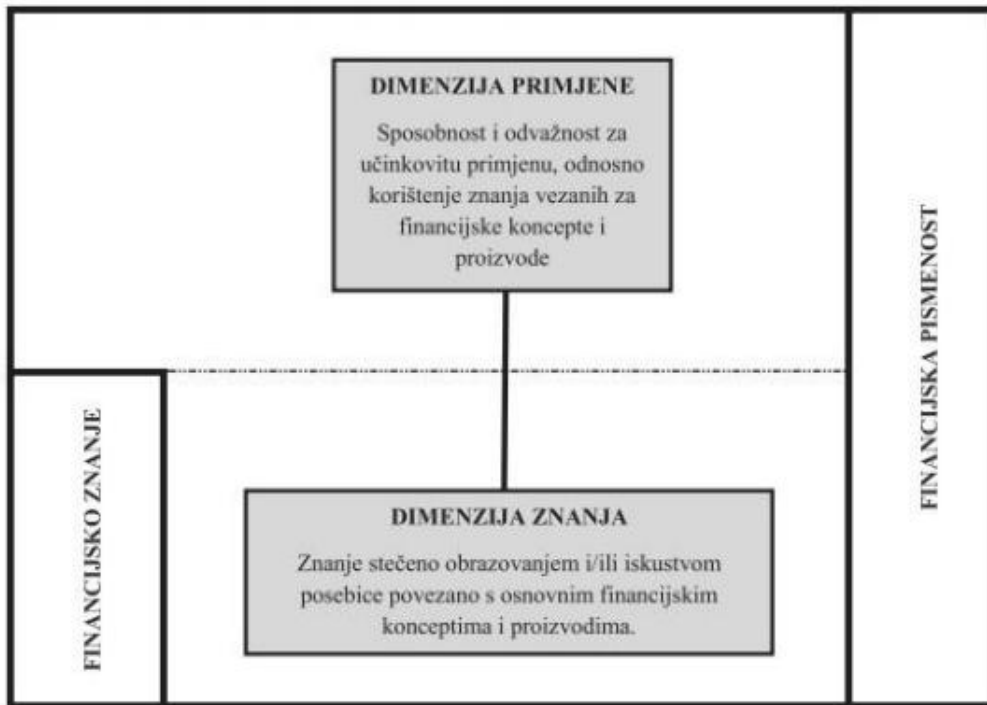 DIMENZIJA PRIMJENE
Sposobnost i odvažnost za
učinkovitu primjenu, odnosno
korištenje znanja vezanih za
financijske koncepte i
proizvode
FINANCIJSKA PISMENOST
FINANCIJSKO ZNANJE
DIMENZIJA ZNANJA
Znanje stečeno obrazovanjem i/ili iskustvom
posebice povezano s osnovnim financijskim
konceptima i proizvodima.